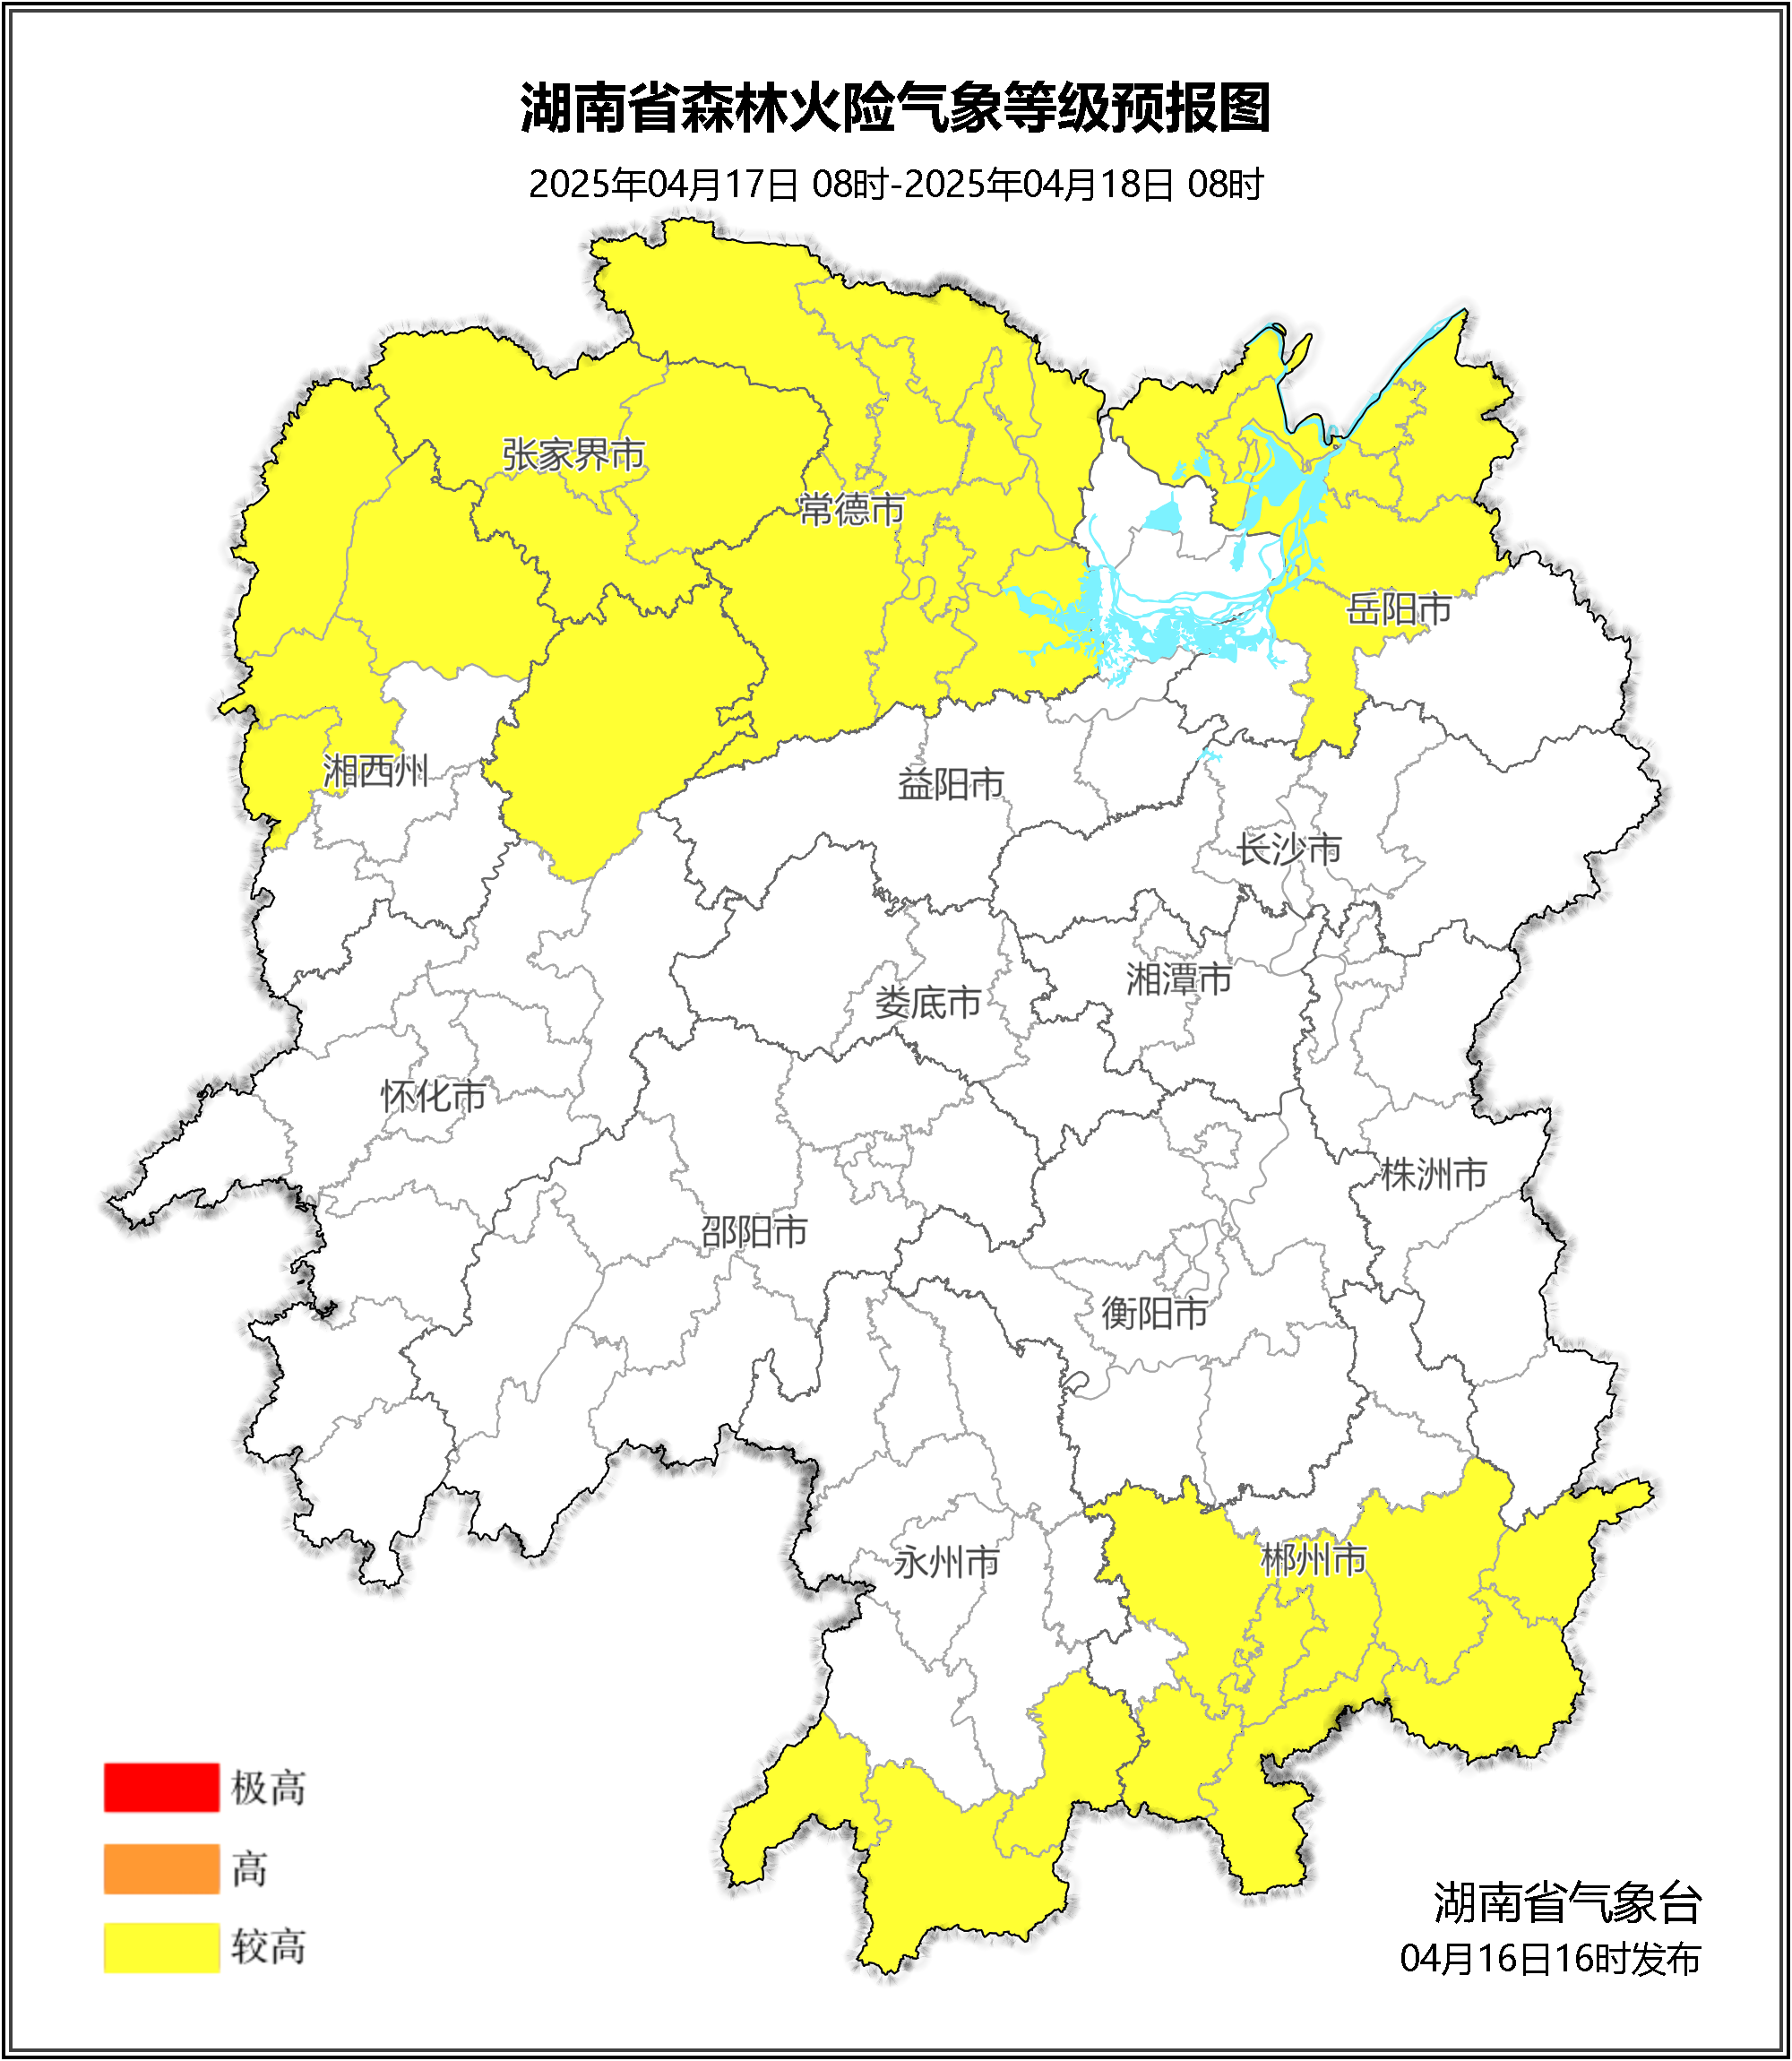 湖南省森林火险气象等级预报图
2025年04月17日 08时-2025年04月18日 08时
张家界市
常德市
岳阳市
湘西州
益阳市
长沙市
湘潭市
娄底市
怀化市
株洲市
邵阳市
衡阳市
永州市
郴州市
极高
高
较高
湖南省气象台
04月16日16时发布